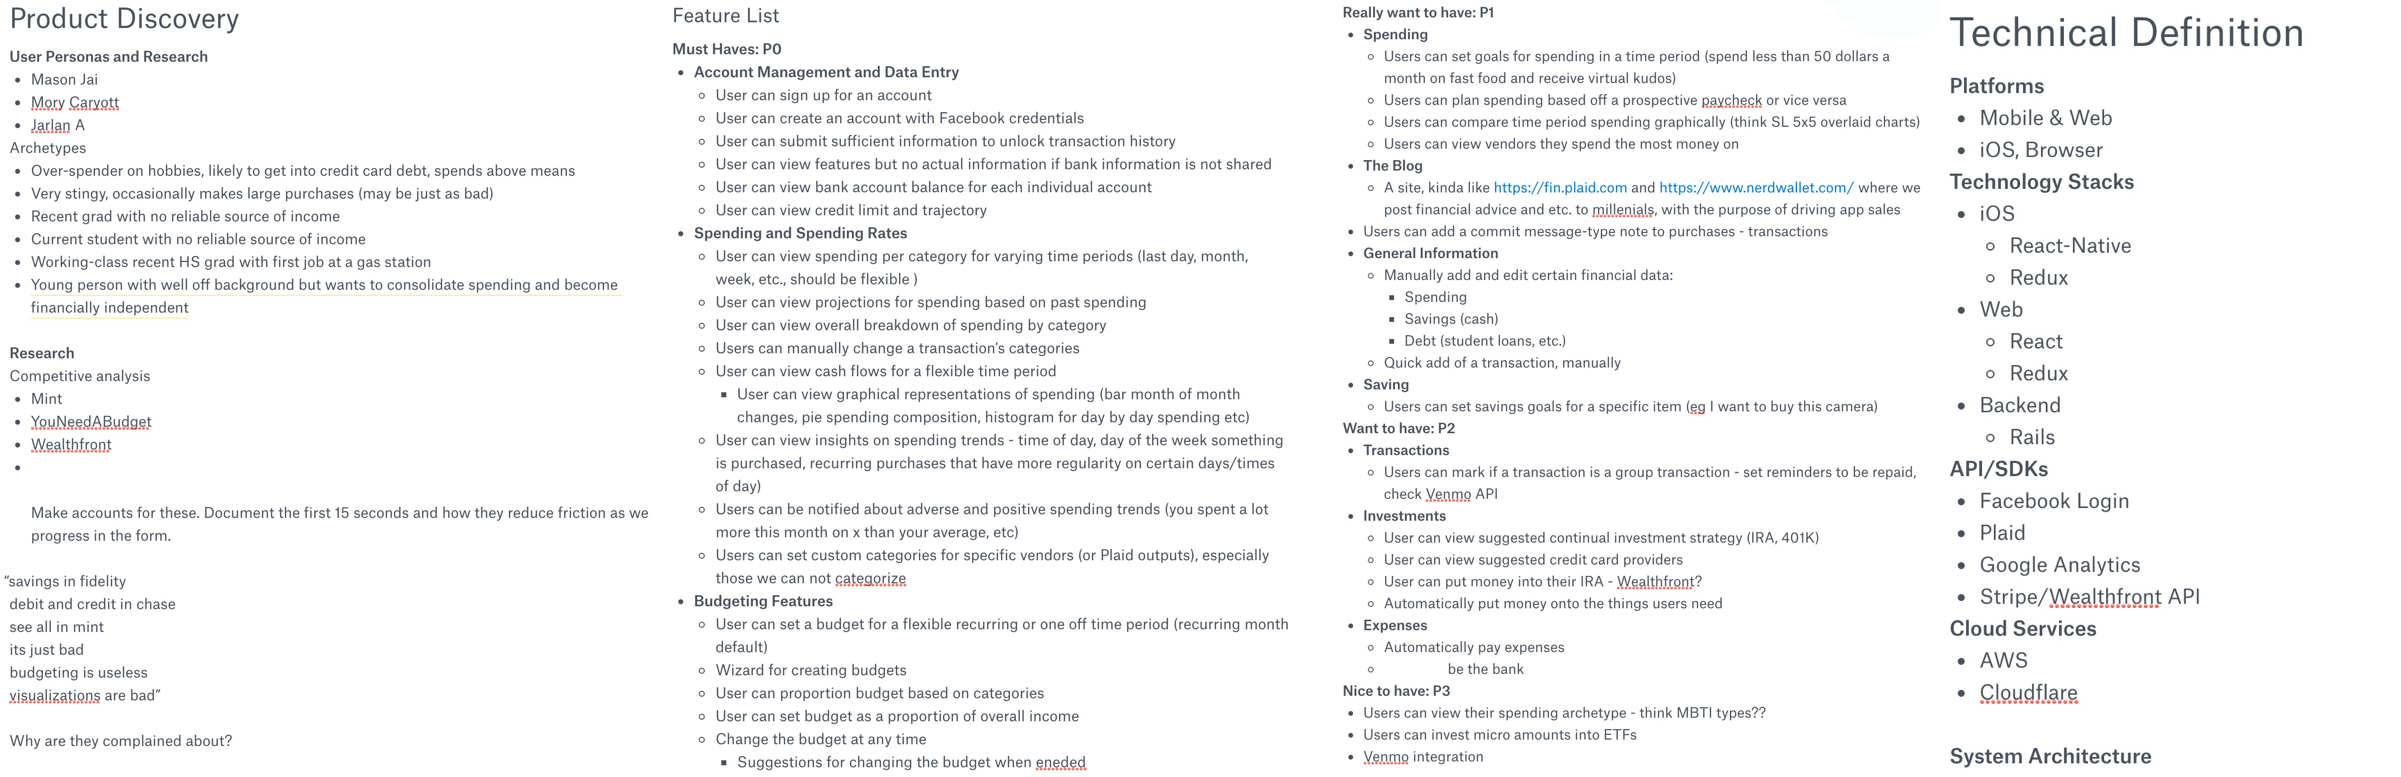 Product Discovery
User Personas and Research
• Mason Jai
• Mory Caryott
• Jarlan A
Archetypes
• Over-spender on hobbies, likely to get into credit card debt, spends above means
• Very stingy, occasionally makes large purchases (may be just as bad)
• Recent grad with no reliable source of income
• Current student with no reliable source of income
• Working-class recent HS grad with first job at a gas station
• Young person with well off background but wants to consolidate spending and become
financially independent
Research
Competitive analysis
• Mint
• YouNeedABudget
• Wealthfront
•
Make accounts for these. Document the first 15 seconds and how they reduce friction as we
progress in the form.
“savings in fidelity
debit and credit in chase
see all in mint
its just bad
budgeting is useless
visualizations are bad”
Why are they complained about?
Feature List
Must Haves: P0
• Account Management and Data Entry
◦ User can sign up for an account
◦ User can create an account with Facebook credentials
◦ User can submit sufficient information to unlock transaction history
◦ User can view features but no actual information if bank information is not shared
◦ User can view bank account balance for each individual account
◦ User can view credit limit and trajectory
• Spending and Spending Rates
◦ User can view spending per category for varying time periods (last day, month,
week, etc., should be flexible )
◦ User can view projections for spending based on past spending
◦ User can view overall breakdown of spending by category
◦ Users can manually change a transaction's categories
◦ User can view cash flows for a flexible time period
▪ User can view graphical representations of spending (bar month of month
changes, pie spending composition, histogram for day by day spending etc)
◦ User can view insights on spending trends - time of day, day of the week something
is purchased, recurring purchases that have more regularity on certain days/times
of day)
◦ Users can be notified about adverse and positive spending trends (you spent a lot
more this month on x than your average, etc)
◦ Users can set custom categories for specific vendors (or Plaid outputs), especially
those we can not categorize
• Budgeting Features
◦ User can set a budget for a flexible recurring or one off time period (recurring month
default)
◦ Wizard for creating budgets
◦ User can proportion budget based on categories
◦ User can set budget as a proportion of overall income
◦ Change the budget at any time
▪ Suggestions for changing the budget when eneded
Really want to have: P1
• Spending
◦ Users can set goals for spending in a time period (spend less than 50 dollars a
month on fast food and receive virtual kudos)
◦ Users can plan spending based off a prospective paycheck or vice versa
◦ Users can compare time period spending graphically (think SL 5x5 overlaid charts)
◦ Users can view vendors they spend the most money on
• The Blog
◦ A site, kinda like https://fin.plaid.com and https://www.nerdwallet.com/ where we
post financial advice and etc. to millenials, with the purpose of driving app sales
• Users can add a commit message-type note to purchases - transactions
• General Information
◦ Manually add and edit certain financial data:
▪ Spending
▪ Savings (cash)
▪ Debt (student loans, etc.)
◦ Quick add of a transaction, manually
• Saving
◦ Users can set savings goals for a specific item (eg I want to buy this camera)
Want to have: P2
• Transactions
◦ Users can mark if a transaction is a group transaction - set reminders to be repaid,
check Venmo API
• Investments
◦ User can view suggested continual investment strategy (IRA, 401K)
◦ User can view suggested credit card providers
◦ User can put money into their IRA - Wealthfront?
◦ Automatically put money onto the things users need
• Expenses
◦ Automatically pay expenses
◦ be the bank
Nice to have: P3
• Users can view their spending archetype - think MBTI types??
• Users can invest micro amounts into ETFs
• Venmo integration
Technical Definition
Platforms
• Mobile & Web
• iOS, Browser
Technology Stacks
• iOS
◦ React-Native
◦ Redux
• Web
◦ React
◦ Redux
• Backend
◦ Rails
API/SDKs
• Facebook Login
• Plaid
• Google Analytics
• Stripe/Wealthfront API
Cloud Services
• AWS
• Cloudflare
System Architecture